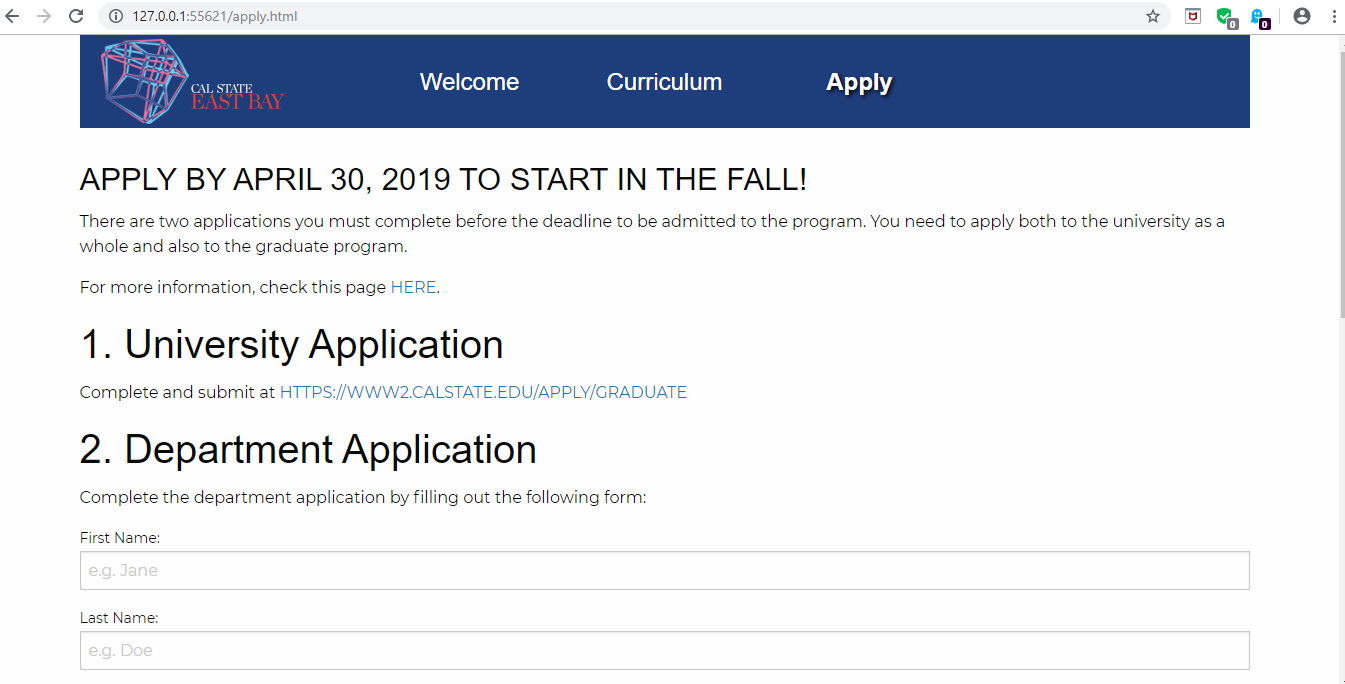 127.0.0.1:55621/apply.html
0 0
CAL STATE
EAST BAY
Welcome Curriculum Apply
APPLY BY APRIL 30, 2019 TO START IN THE FALL!
There are two applications you must complete before the deadline to be admitted to the program. You need to apply both to the university as a
whole and also to the graduate program.
For more information, check this page HERE.
1. University Application
Complete and submit at HTTPS://WWW2.CALSTATE.EDU/APPLY/GRADUATE
2. Department Application
Complete the department application by filling out the following form:
First Name:
e.g. Jane
Last Name:
e.g. Doe